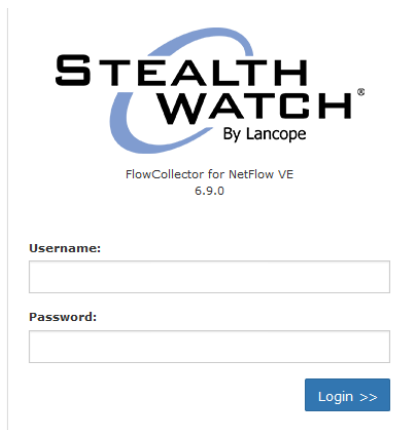 STEALTH
WATCH®
By Lancope
FlowCollector for NetFlow VE
6.9.0
Username:
Password:
Login >>